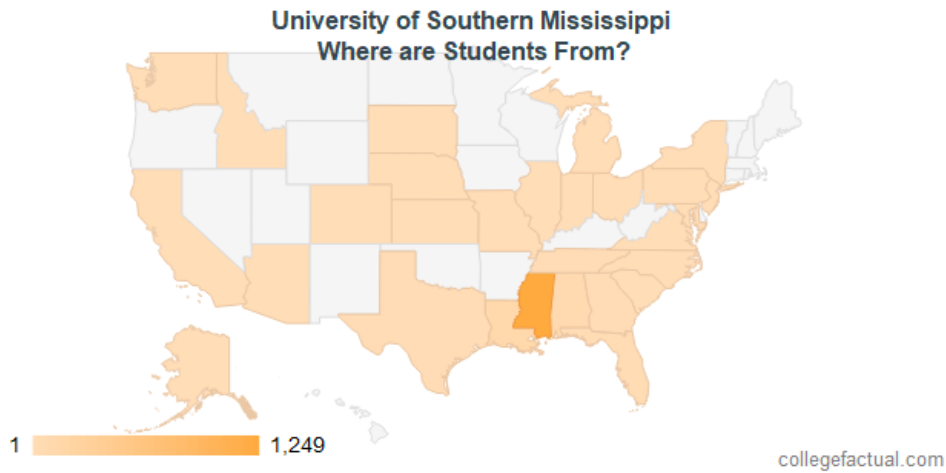 University of Southern Mississippi
Where are Students From?
1
1,249
collegefactual.com